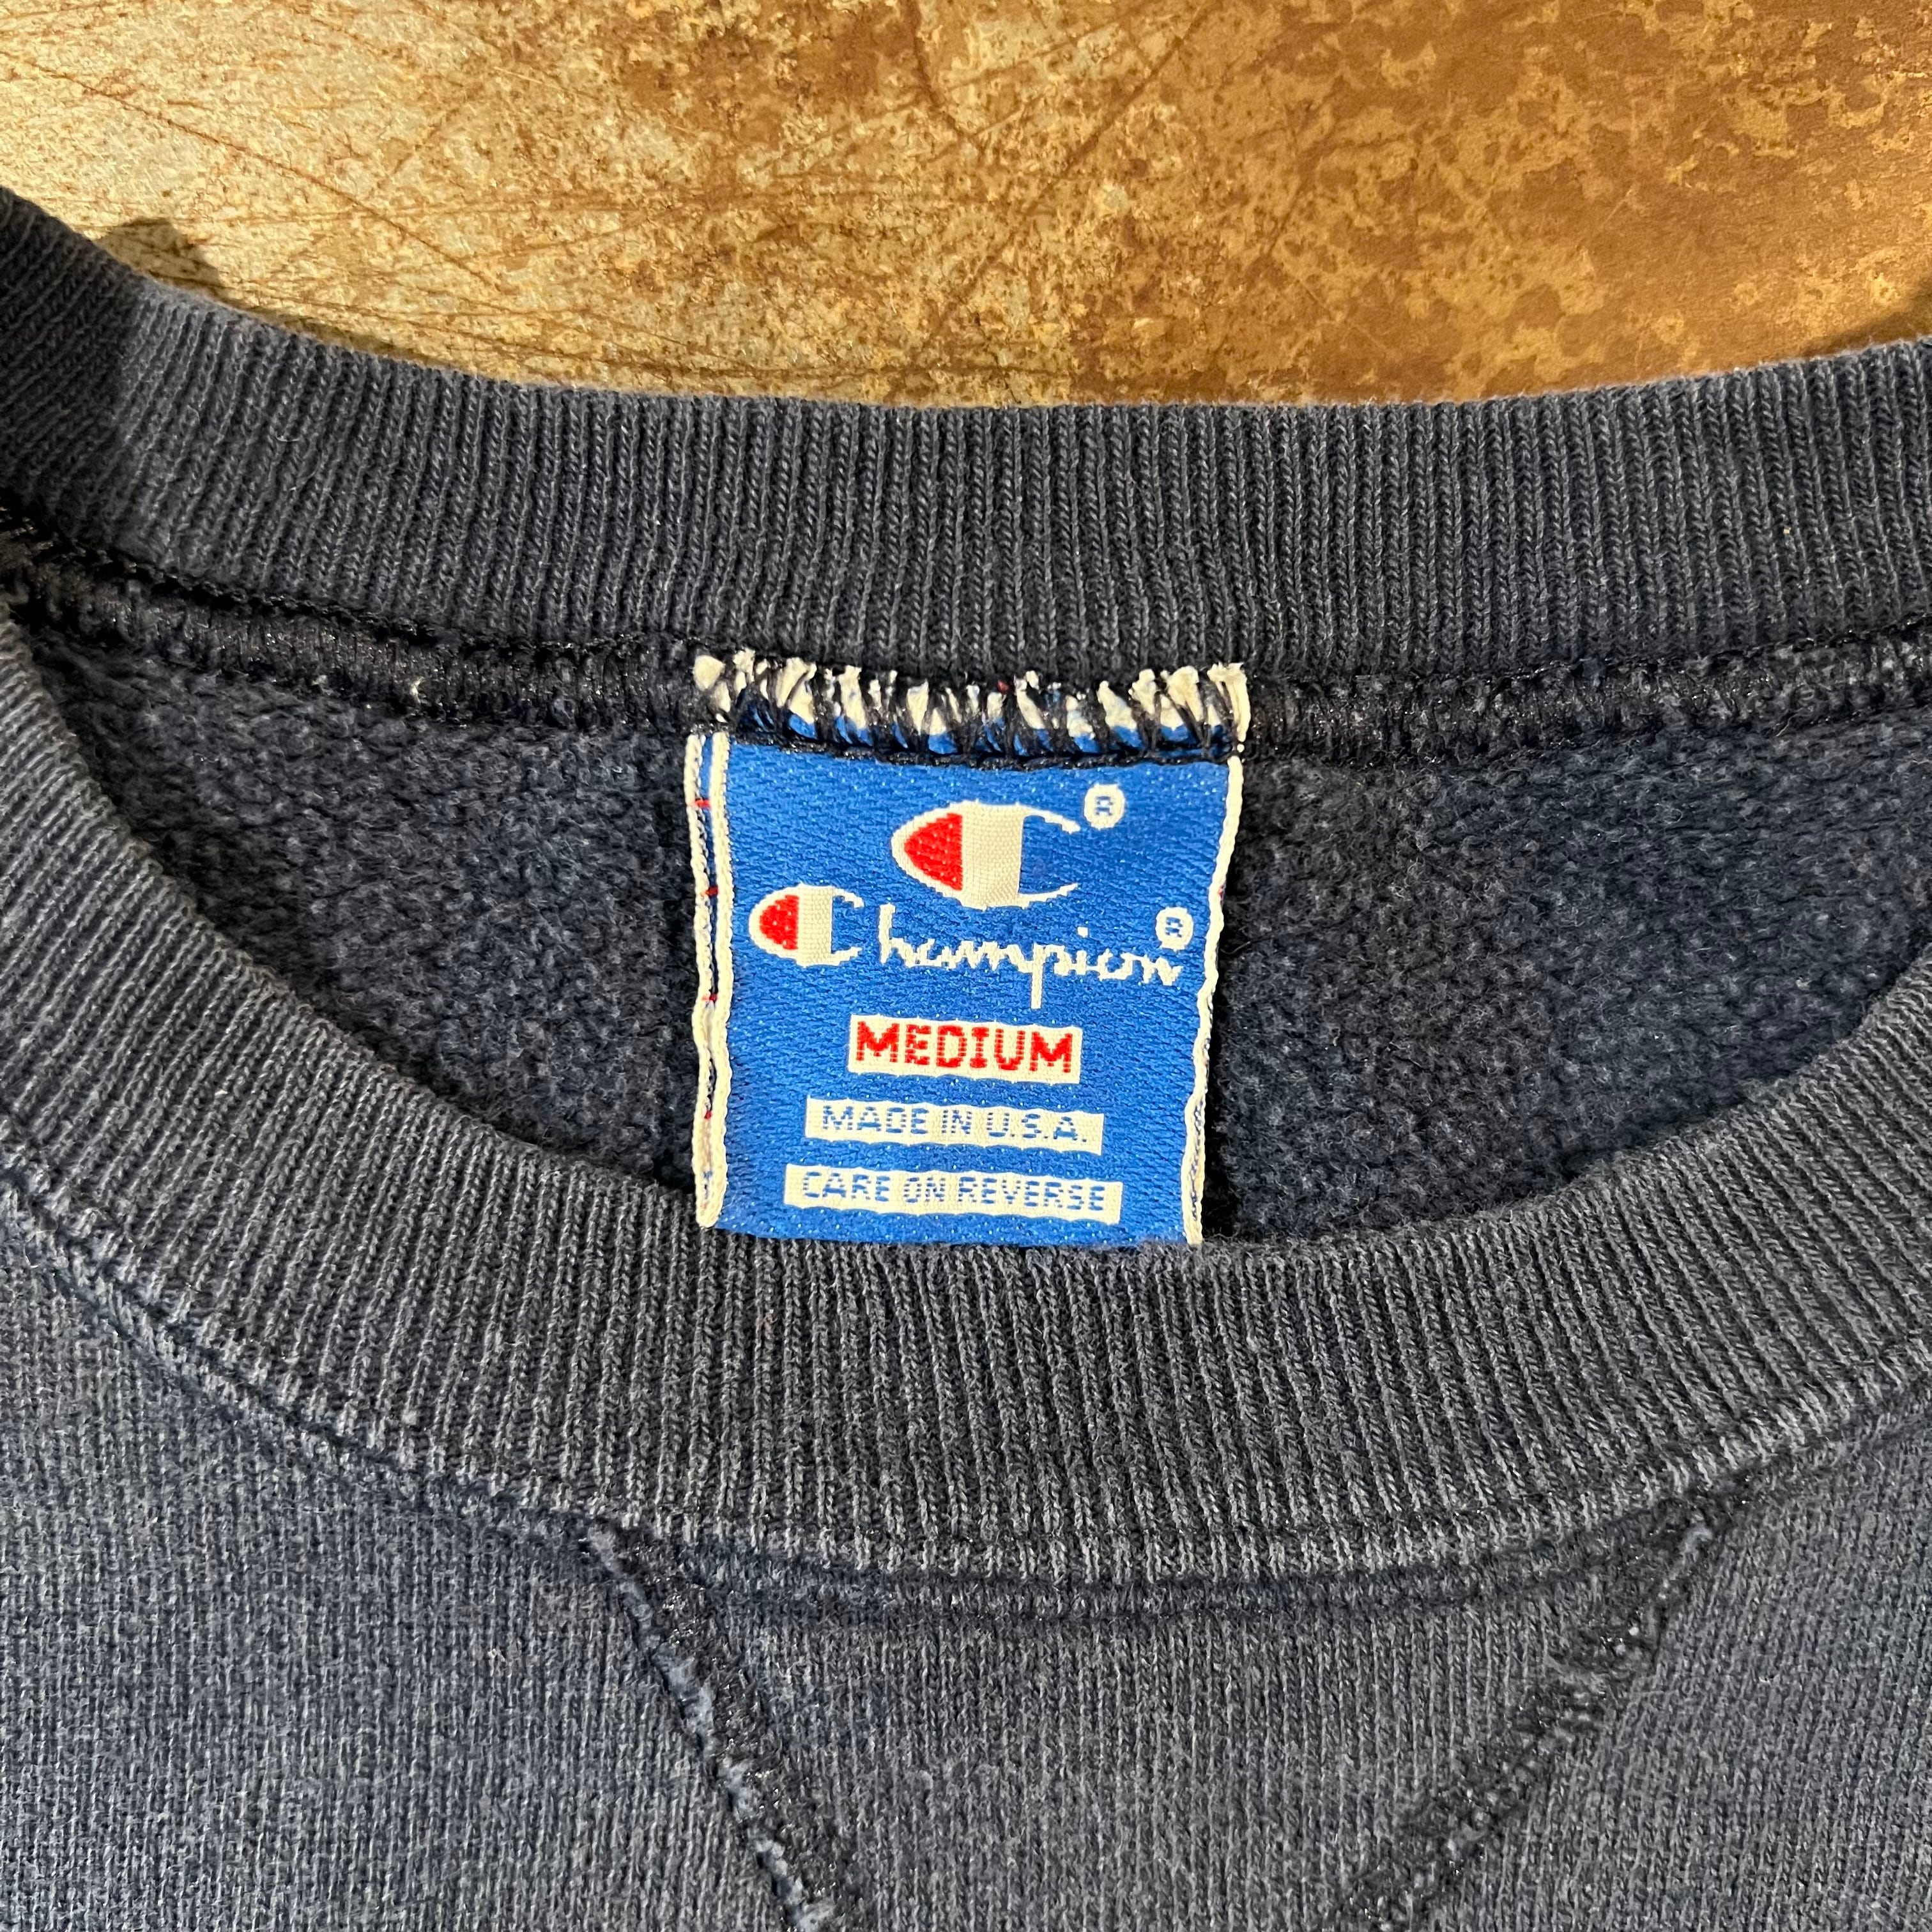 C®
Champion®
MEDIUM
MADE IN U.S.A.
CARE ON REVERSE